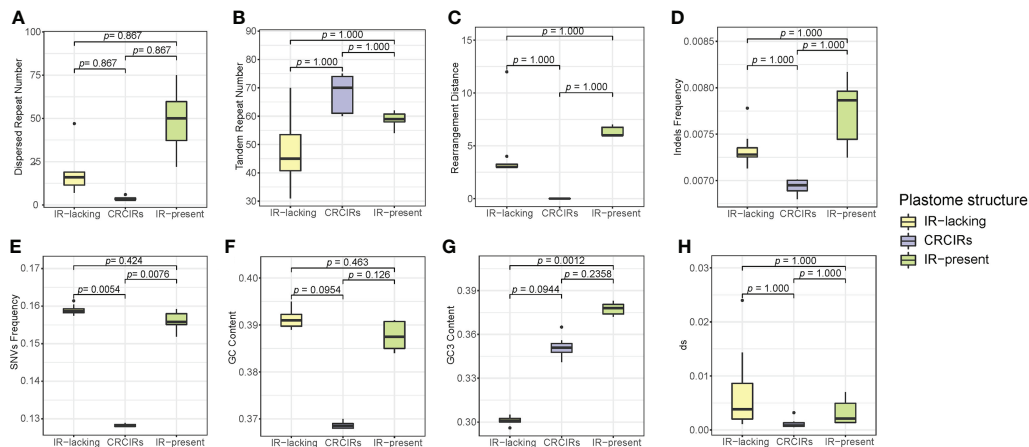 A
Dispersed Repeat Number
100
75
50
25
0
p= 0.867
p= 0.867
p= 0.867
IR-lacking CRCIRs IR-present
B
Tandem Repeat Number
90
80
70
60
50
40
30
p = 1.000
p = 1.000
p = 1.000
IR-lacking CRCIRs IR-present
C
Rearrangement Distance
15
10
5
0
p = 1.000
p = 1.000
p = 1.000
IR-lacking CRCIRs IR-present
D
Indels Frequency
0.0085
0.0080
0.0075
0.0070
p = 1.000
p = 1.000
p = 1.000
IR-lacking CRCIRs IR-present
E
SNVs Frequency
0.17
0.16
0.15
0.14
0.13
p = 0.424
p = 0.0076
p = 0.0054
IR-lacking CRCIRs IR-present
F
GC Content
0.40
0.39
0.38
0.37
p = 0.463
p = 0.126
p = 0.0954
IR-lacking CRCIRs IR-present
G
GC3 Content
0.42
0.39
0.36
0.33
0.30
p = 0.0012
p = 0.2358
p = 0.0944
IR-lacking CRCIRs IR-present
H
ds
0.03
0.02
0.01
0.00
p = 1.000
p = 1.000
p = 1.000
IR-lacking CRCIRs IR-present
Plastome structure
IR-lacking
CRCIRs
IR-present